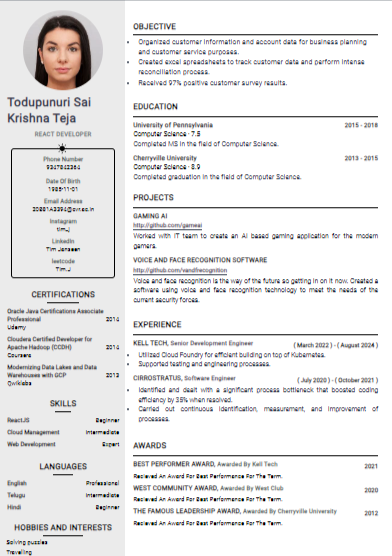 Todupunuri Sai
Krishna Teja
REACT DEVELOPER
Phone Number
9347842364
Date Of Birth
1985-11-01
Email Address
Instagram
timj
LinkedIn
Tim Janssen
leetcode
Tim.J
CERTIFICATIONS
Oracle Java Certifications Associate
Professional 2014
Udemy
Cloudera Certified Developer for
Apache Hadoop (CCDH) 2014
Coursera
Modernizing Data Lakes and Data
Warehouses with GCP 2013
Qwiklabs
SKILLS
ReactJS Beginner
Cloud Management Intermediate
Web Development Expert
LANGUAGES
English Professional
Telugu Intermediate
Hindi Beginner
HOBBIES AND INTERESTS
Solving puzzles
Travelling
OBJECTIVE
• Organized customer information and account data for business planning
and customer service purposes.
• Created excel spreadsheets to track customer data and perform intense
reconciliation process.
• Received 97% positive customer survey results.
EDUCATION
University of Pennsylvania 2015 - 2018
Computer Science - 7.8
Completed MS in the field of Computer Science.
Cherryville University 2013 - 2015
Computer Science - 8.9
Completed graduation in the field of Computer Science.
PROJECTS
GAMING AI
http://github.com/gameai
Worked with IT team to create an AI based gaming application for the modern
gamers.
VOICE AND FACE RECOGNITION SOFTWARE
http://github.com/vandfrecognition
Voice and face recognition is the way of the future so getting in on it now. Created a
software using voice and face recognition technology to meet the needs of the
current security forces.
EXPERIENCE
KELL TECH, Senior Development Engineer ( March 2022 ) - ( August 2024 )
• Utilized Cloud Foundry for efficient building on top of Kubernetes.
• Supported testing and engineering processes.
CIRROSTRATUS, Software Engineer ( July 2020 ) - ( October 2021 )
• Identified and dealt with a significant process bottleneck that boosted coding
efficiency by 35% when resolved.
• Carried out continuous identification, measurement, and improvement of
processes.
AWARDS
BEST PERFORMER AWARD, Awarded By Kell Tech 2021
Recieved An Award For Best Performance For The Term.
WEST COMMUNITY AWARD, Awarded By West Club 2020
Recieved An Award For Best Performance For The Term.
THE FAMOUS LEADERSHIP AWARD, Awarded By Cherryville University 2012
Recieved An Award For Best Performance For The Term.